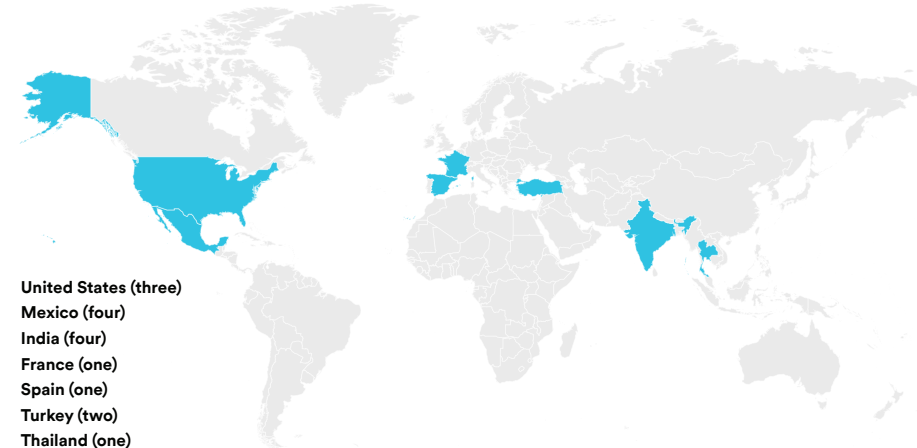 United States (three)
Mexico (four)
India (four)
France (one)
Spain (one)
Turkey (two)
Thailand (one)